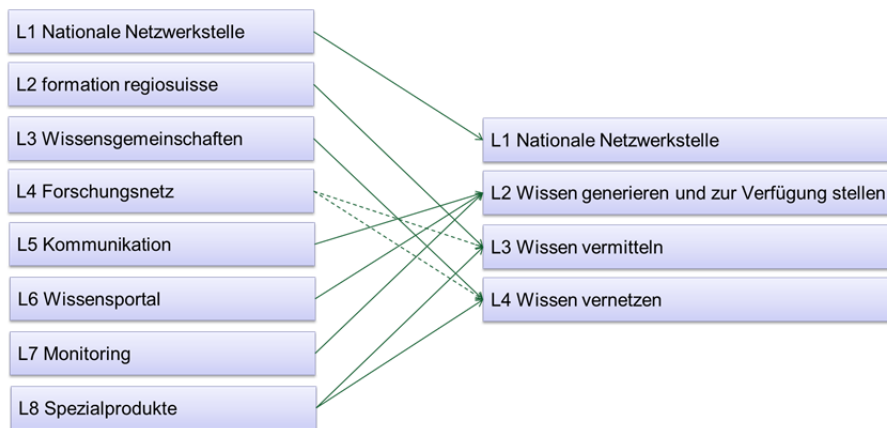 L1 Nationale Netzwerkstelle
L2 formation regiosuisse
L3 Wissensgemeinschaften
L4 Forschungsnetz
L5 Kommunikation
L6 Wissensportal
L7 Monitoring
L8 Spezialprodukte
L1 Nationale Netzwerkstelle
L2 Wissen generieren und zur Verfügung stellen
L3 Wissen vermitteln
L4 Wissen vernetzen